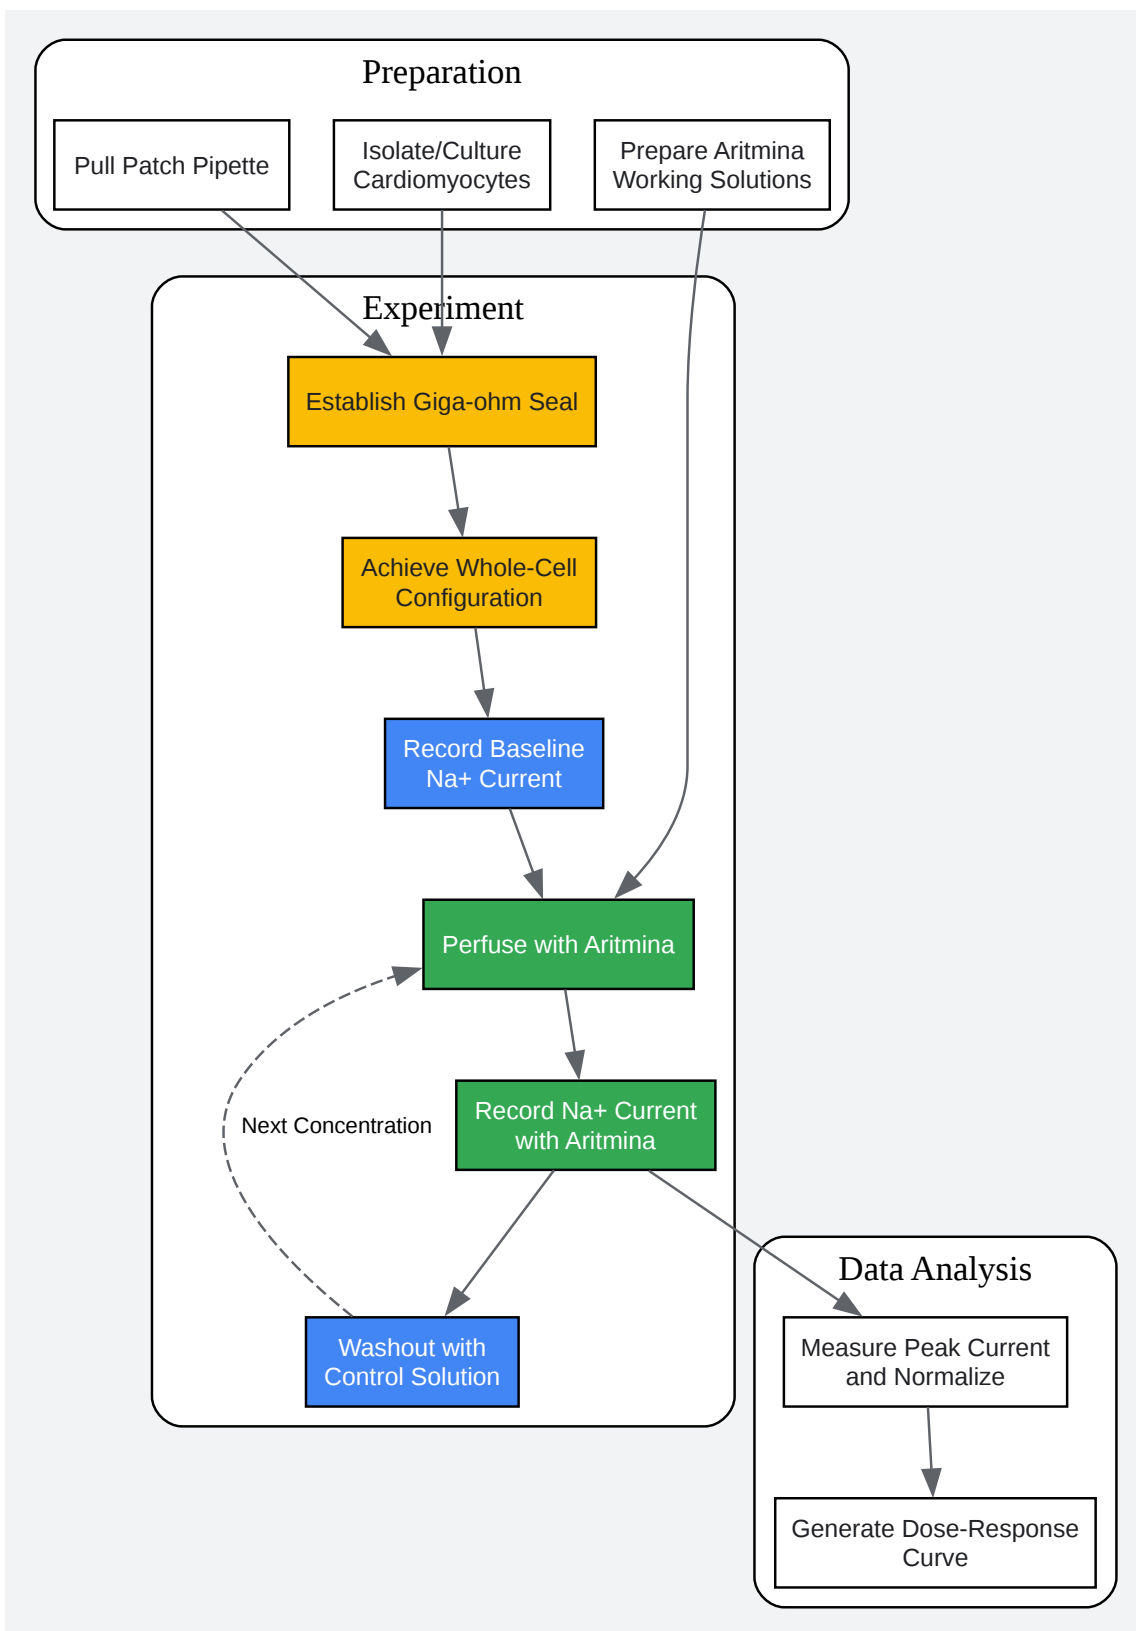 Preparation
Pull Patch Pipette
Isolate/Culture
Cardiomyocytes
Prepare Aritmina
Working Solutions
Experiment
Establish Giga-ohm Seal
Achieve Whole-Cell
Configuration
Record Baseline
Na+ Current
Perfuse with Aritmina
Record Na+ Current
with Aritmina
Next Concentration
Washout with
Control Solution
Data Analysis
Measure Peak Current
and Normalize
Generate Dose-Response
Curve